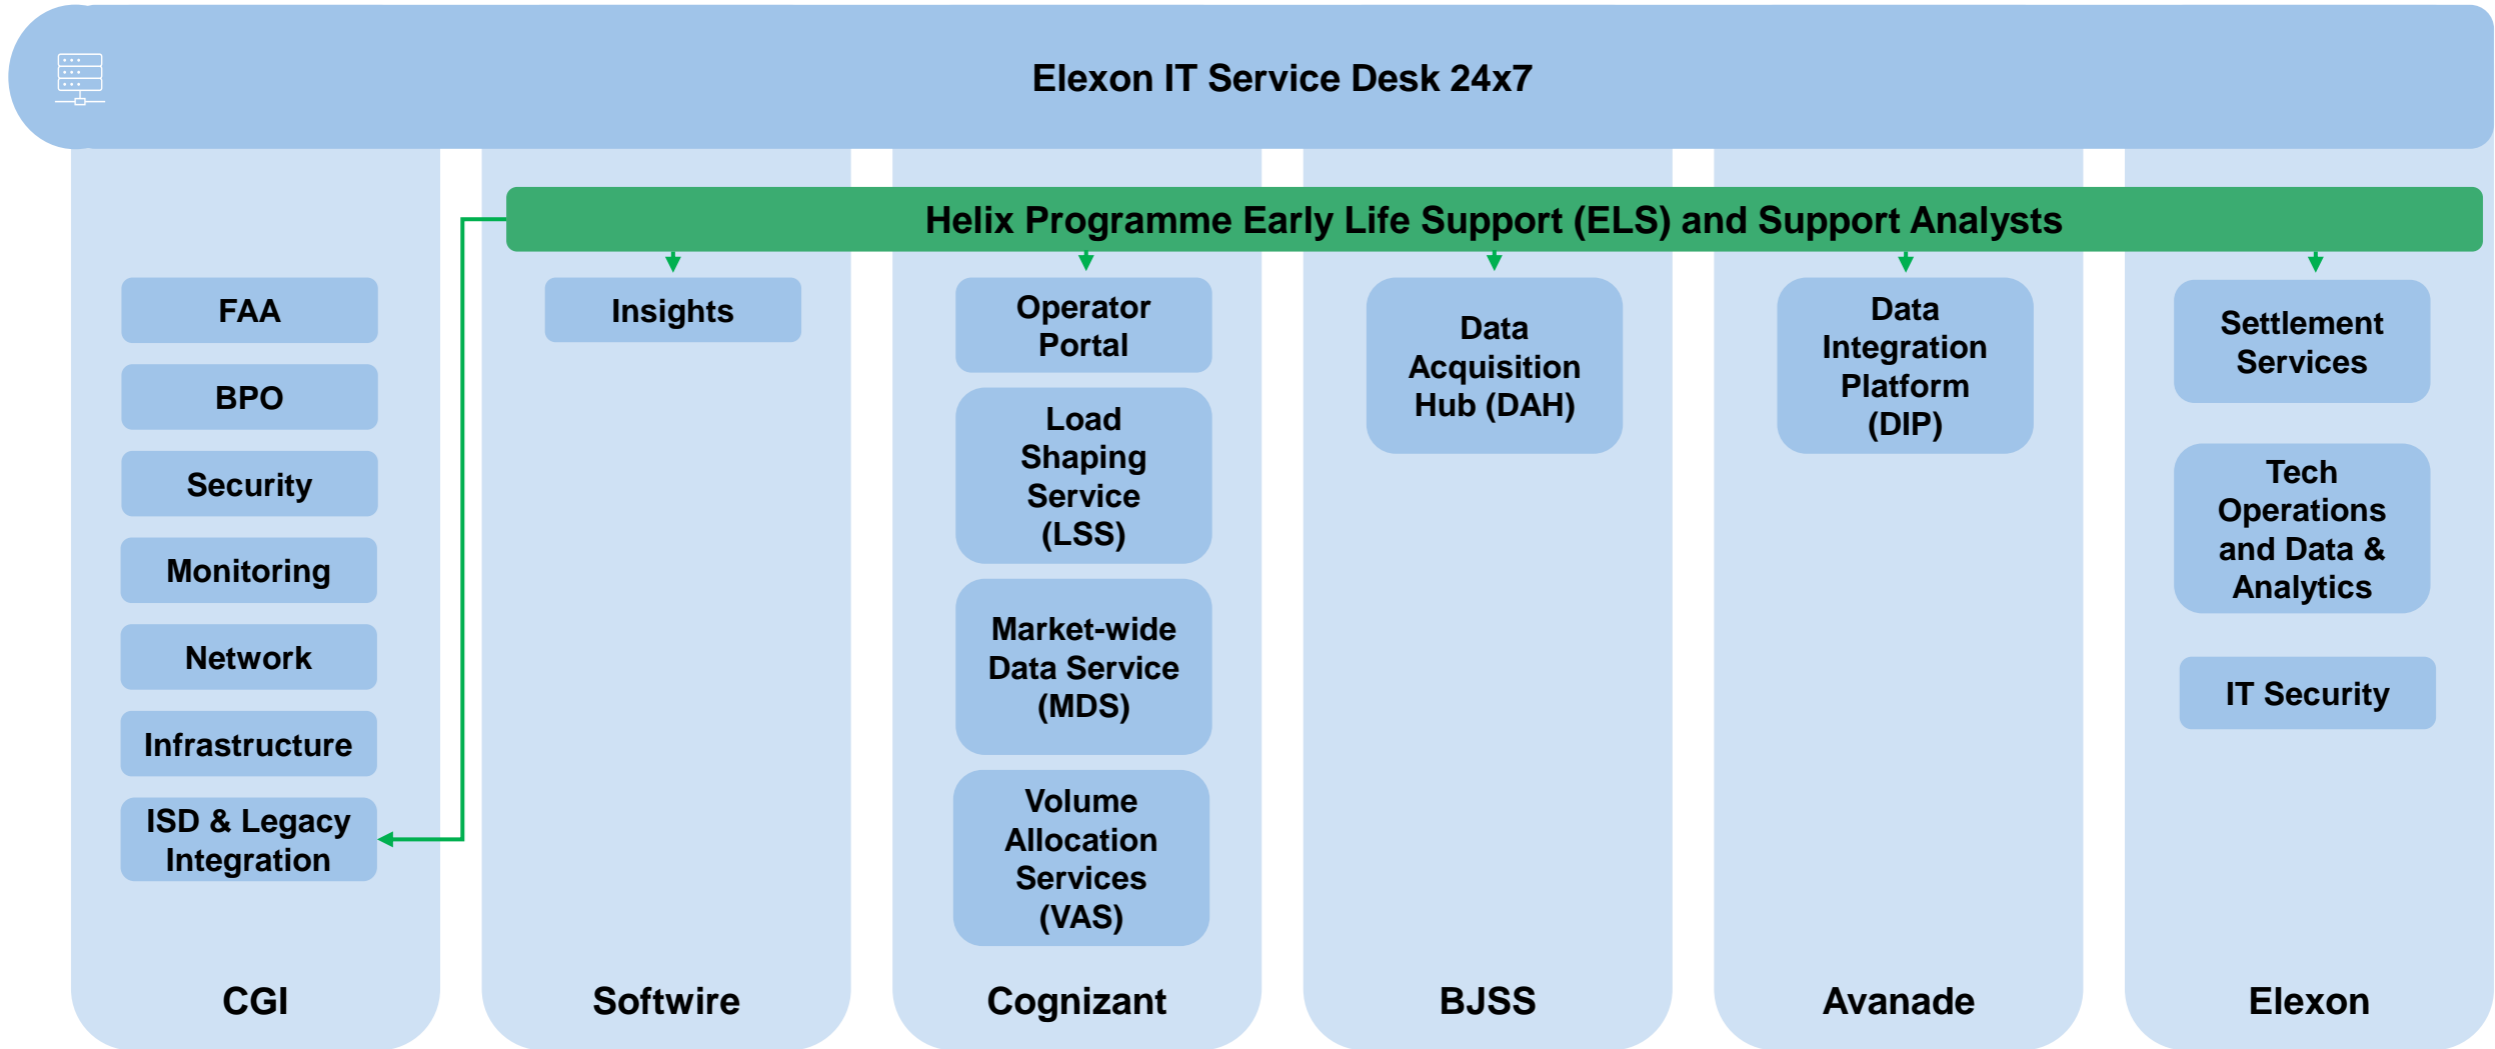 Elexon IT Service Desk 24x7
Helix Programme Early Life Support (ELS) and Support Analysts
FAA
BPO
Security
Monitoring
Network
Infrastructure
ISD & Legacy
Integration
CGI
Insights
Softwire
Operator
Portal
Load
Shaping
Service
(LSS)
Market-wide
Data Service
(MDS)
Volume
Allocation
Services
(VAS)
Cognizant
Data
Acquisition
Hub (DAH)
BJSS
Data
Integration
Platform
(DIP)
Avanade
Settlement
Services
Tech
Operations
and Data &
Analytics
IT Security
Elexon